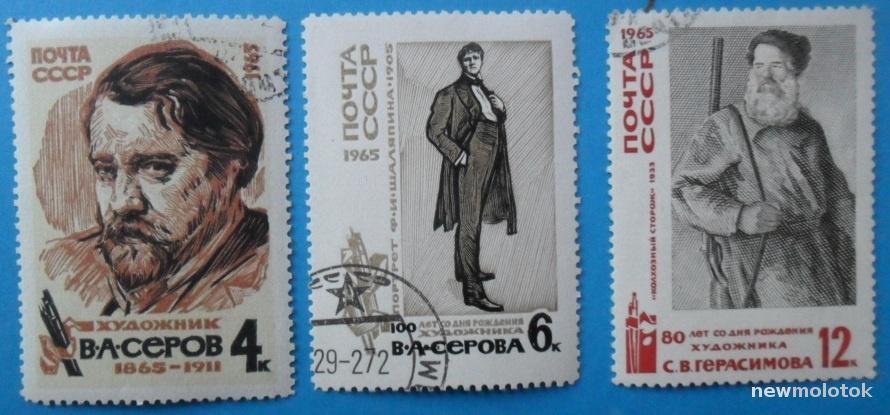 ПОЧТА
СССР
1965
ХУДОЖНИК
В·А·СЕРОВ
1865–1911
4к
ПОЧТА
СССР
1965
ПОРТРЕТ Ф·И·ШАЛЯПИНА·1905
100 ЛЕТ СО ДНЯ РОЖДЕНИЯ
ХУДОЖНИКА
В·А·СЕРОВА
6к
29-272
М
1965
ПОЧТА
СССР
„КОЛХОЗНЫЙ СТОРОЖ" 1933
80 ЛЕТ СО ДНЯ РОЖДЕНИЯ
ХУДОЖНИКА
С.В.ГЕРАСИМОВА
12к
newmolotok